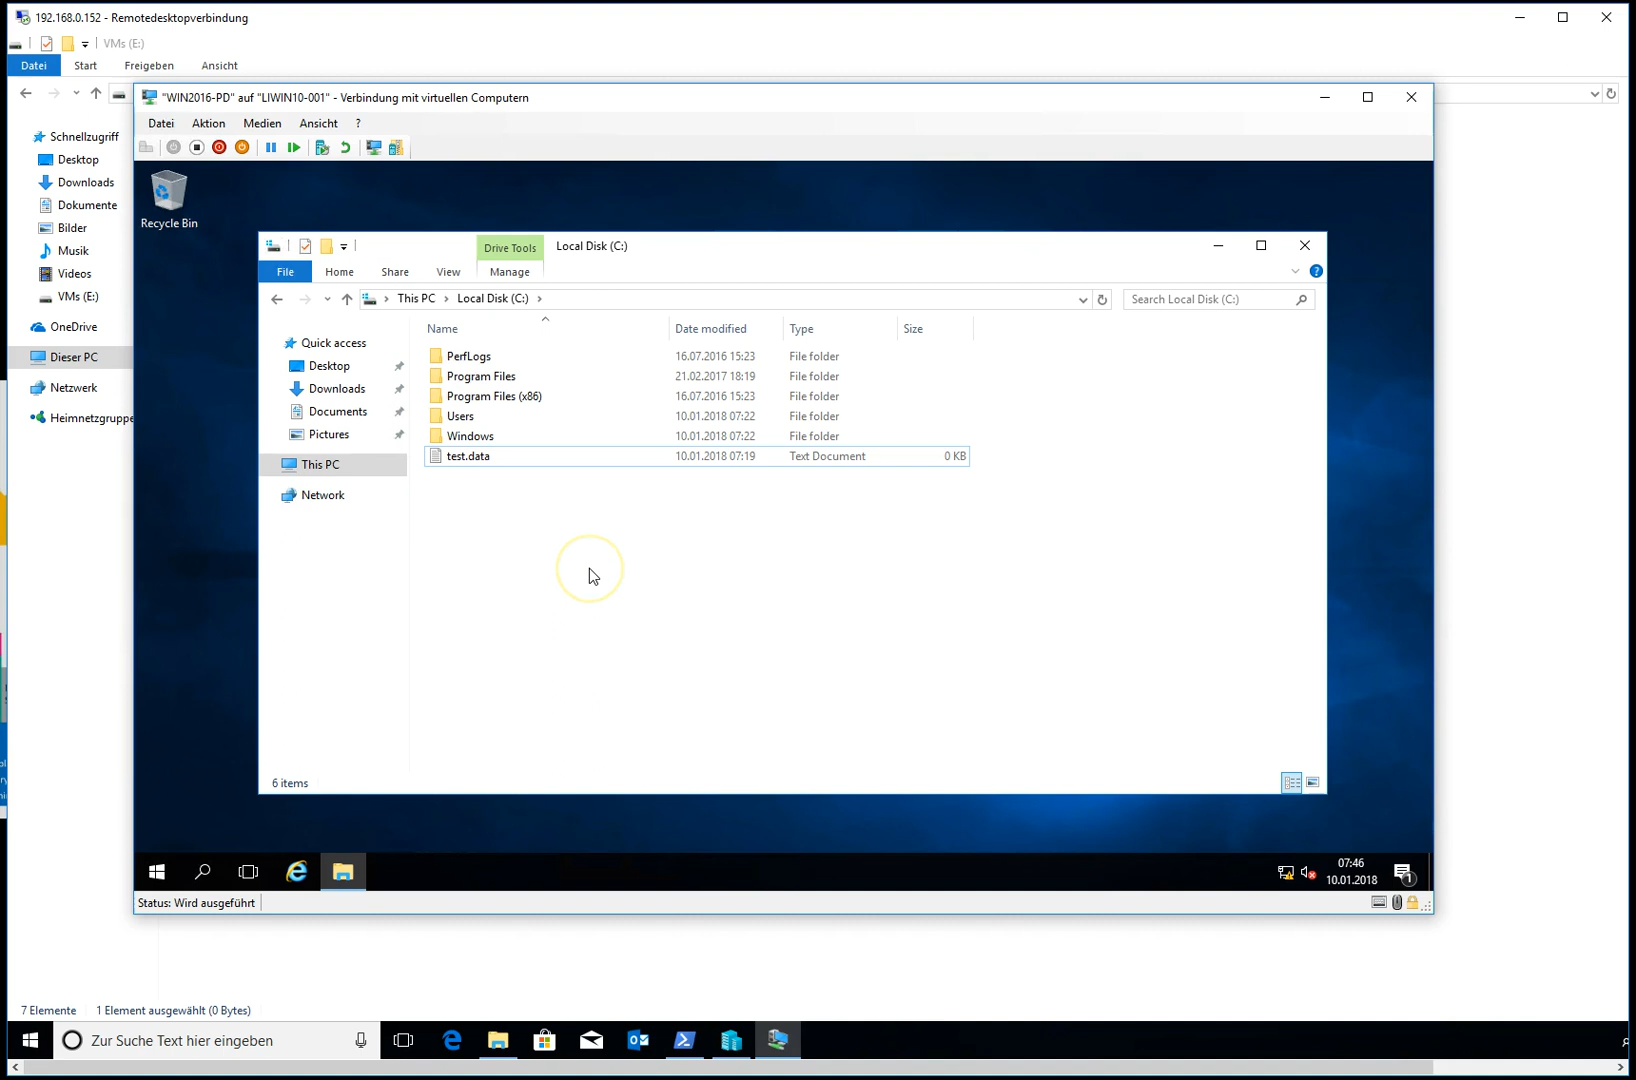 192.168.0.152 - Remotedesktopverbindung
VMs (E:)
Datei Start Freigeben Ansicht
"WIN2016-PD" auf "LIWIN10-001" - Verbindung mit virtuellen Computern
Datei Aktion Medien Ansicht ?
Schnellzugriff
Desktop
Downloads
Dokumente
Bilder
Musik
Videos
VMs (E:)
OneDrive
Dieser PC
Netzwerk
Heimnetzgruppe
Recycle Bin
Drive Tools Local Disk (C:)
File Home Share View Manage
This PC Local Disk (C:) Search Local Disk (C:)
Quick access
Desktop
Downloads
Documents
Pictures
This PC
Network
Name Date modified Type Size
PerfLogs 16.07.2016 15:23 File folder
Program Files 21.02.2017 18:19 File folder
Program Files (x86) 16.07.2016 15:23 File folder
Users 10.01.2018 07:22 File folder
Windows 10.01.2018 07:22 File folder
test.data 10.01.2018 07:19 Text Document 0 KB
6 items
07:46
10.01.2018
1
Status: Wird ausgeführt
7 Elemente 1 Element ausgewählt (0 Bytes)
Zur Suche Text hier eingeben